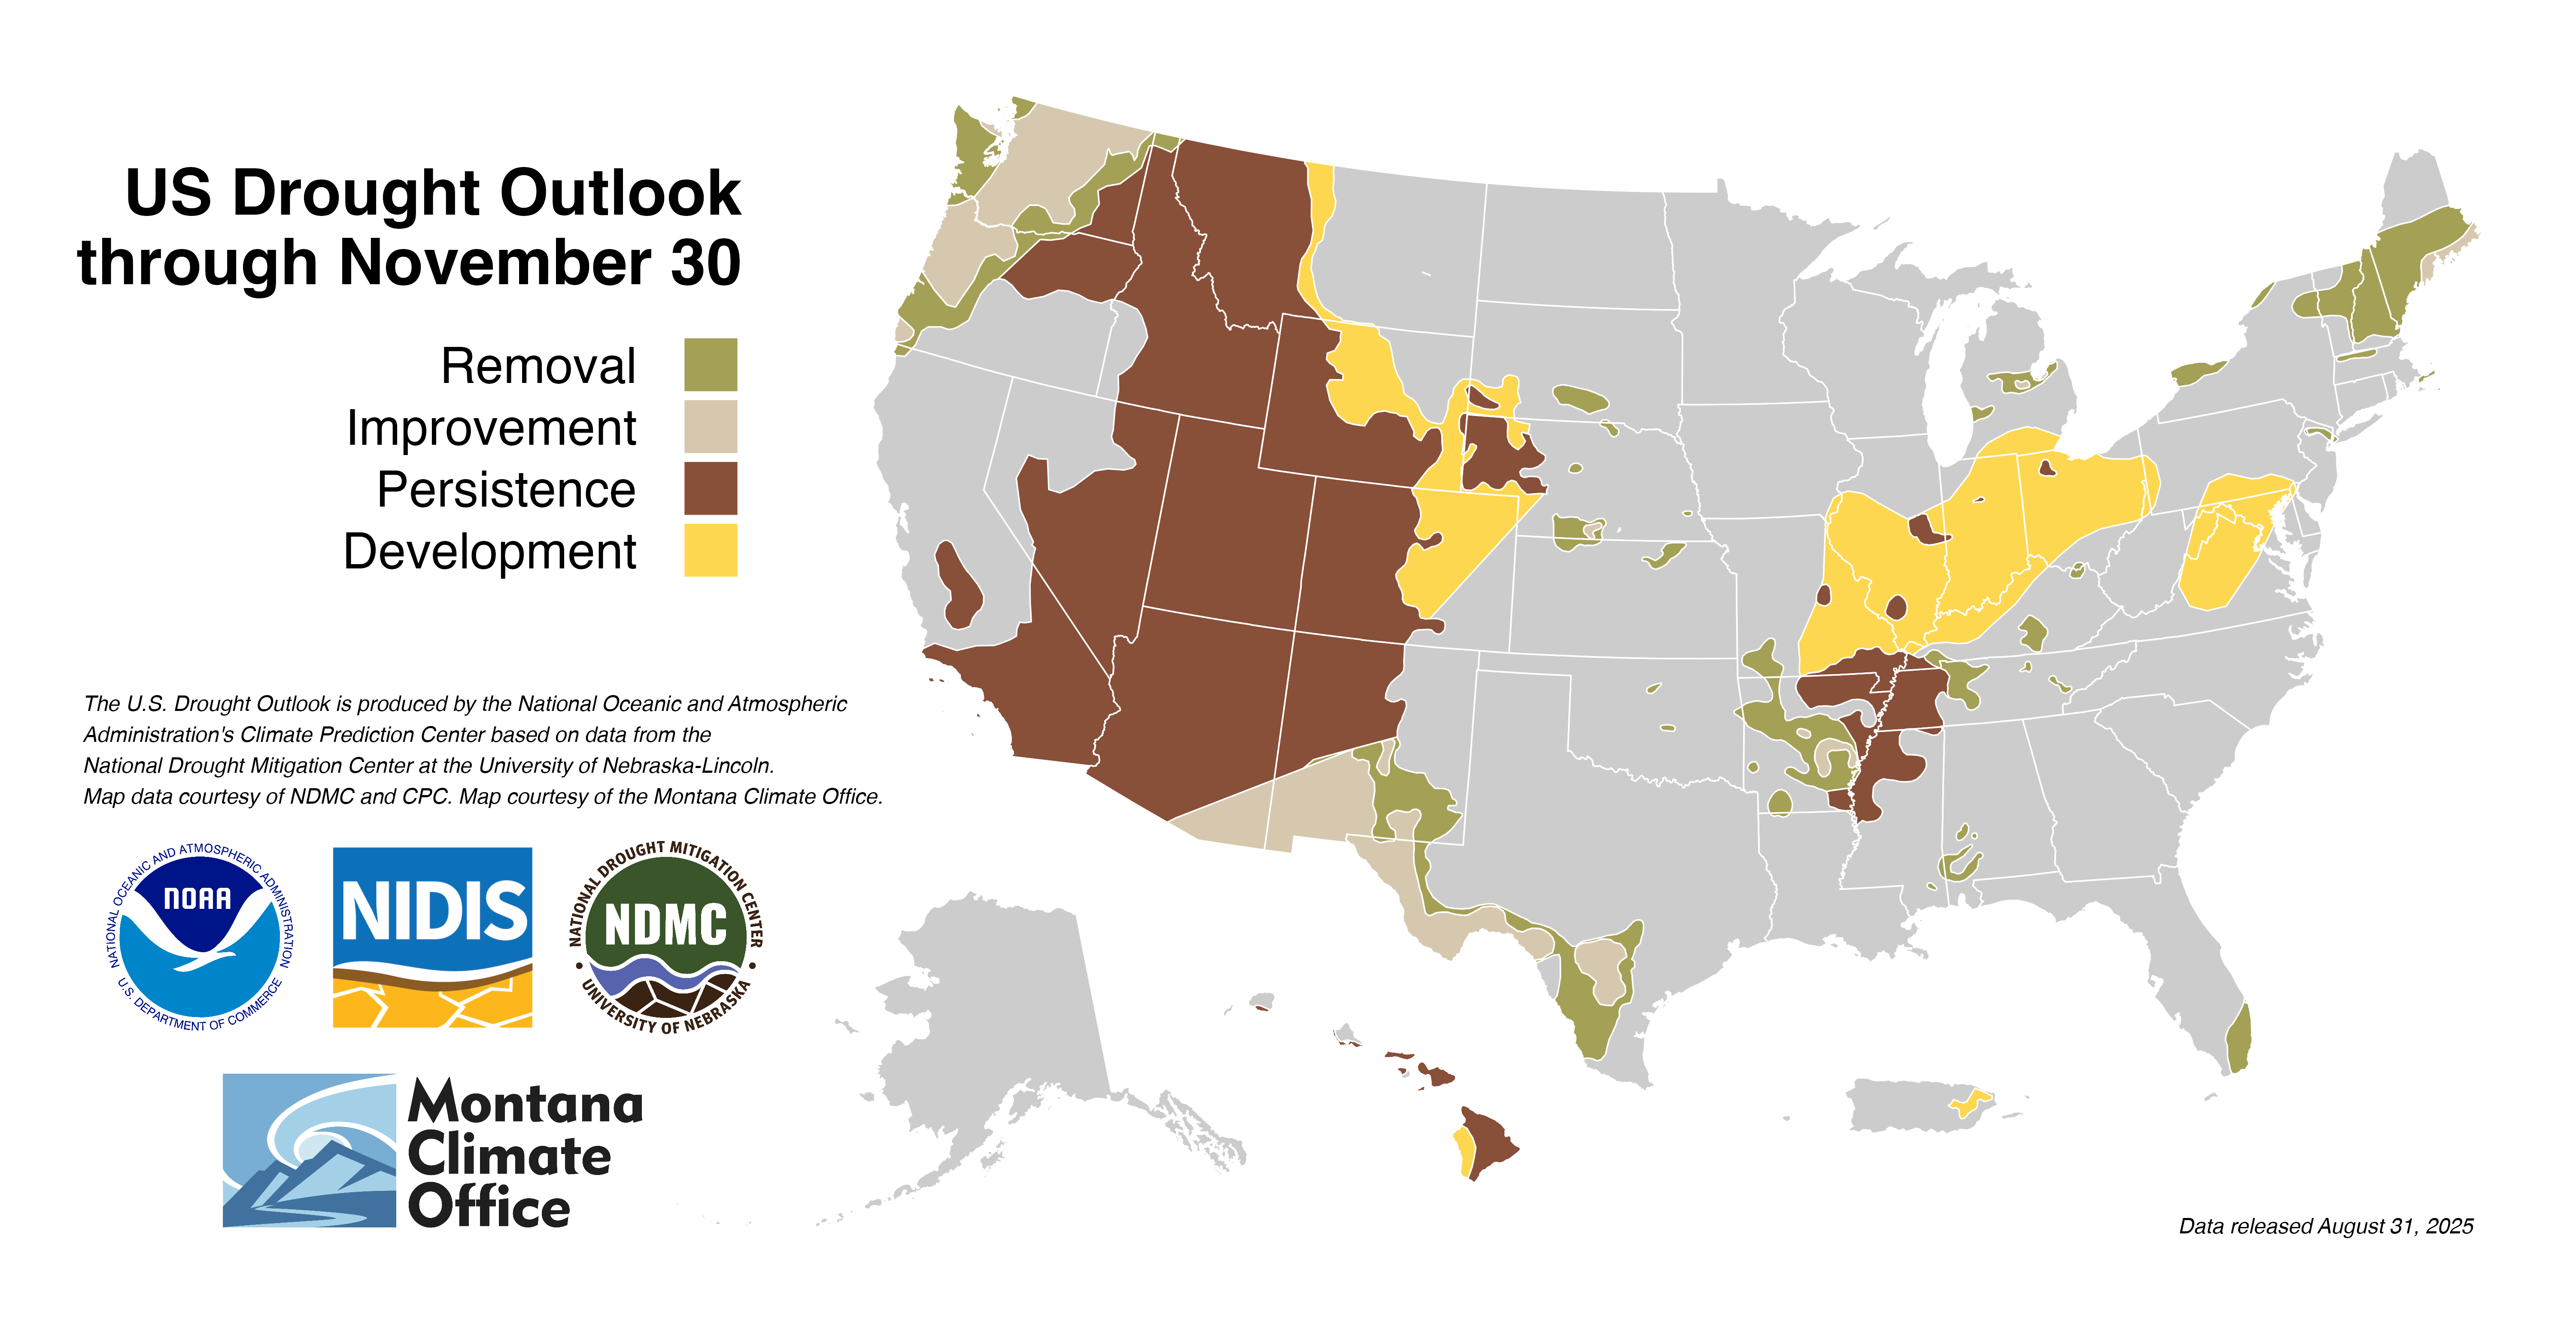 US Drought Outlook
through November 30
Removal
Improvement
Persistence
Development
The U.S. Drought Outlook is produced by the National Oceanic and Atmospheric
Administration's Climate Prediction Center based on data from the
National Drought Mitigation Center at the University of Nebraska-Lincoln.
Map data courtesy of NDMC and CPC. Map courtesy of the Montana Climate Office.
NATIONAL OCEANIC AND ATMOSPHERIC ADMINISTRATION
NOAA
U.S. DEPARTMENT OF COMMERCE
NIDIS
NATIONAL DROUGHT MITIGATION CENTER
NDMC
UNIVERSITY OF NEBRASKA
Montana
Climate
Office
Data released August 31, 2025